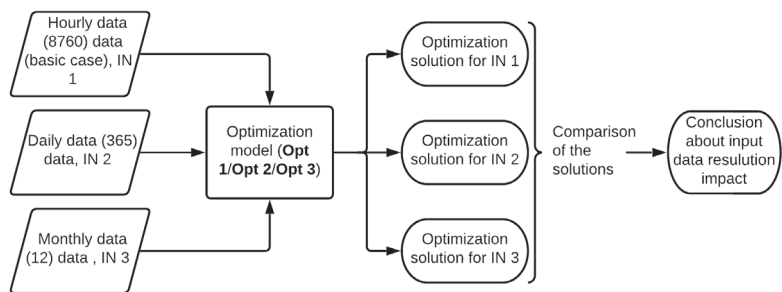 Hourly data
(8760) data
(basic case), IN
1
Daily data (365)
data, IN 2
Monthly data
(12) data , IN 3
Optimization
model (Opt
1/Opt 2/Opt 3)
Optimization
solution for IN 1
Optimization
solution for IN 2
Optimization
solution for IN 3
Comparison
of the
solutions
Conclusion
about input
data resulution
impact